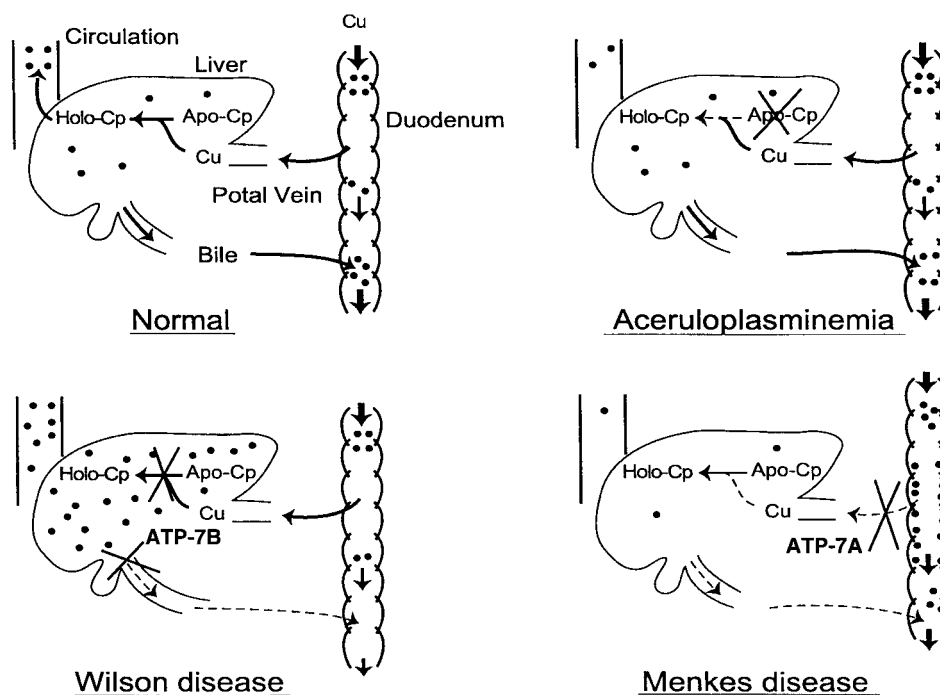 Cu
Circulation
Liver
Holo-Cp Apo-Cp
Duodenum
Cu
Potal Vein
Bile
Normal
Holo-Cp Apo-Cp
Cu
Aceruloplasminemia
Holo-Cp Apo-Cp
Cu
ATP-7B
Wilson disease
Holo-Cp Apo-Cp
Cu
ATP-7A
Menkes disease